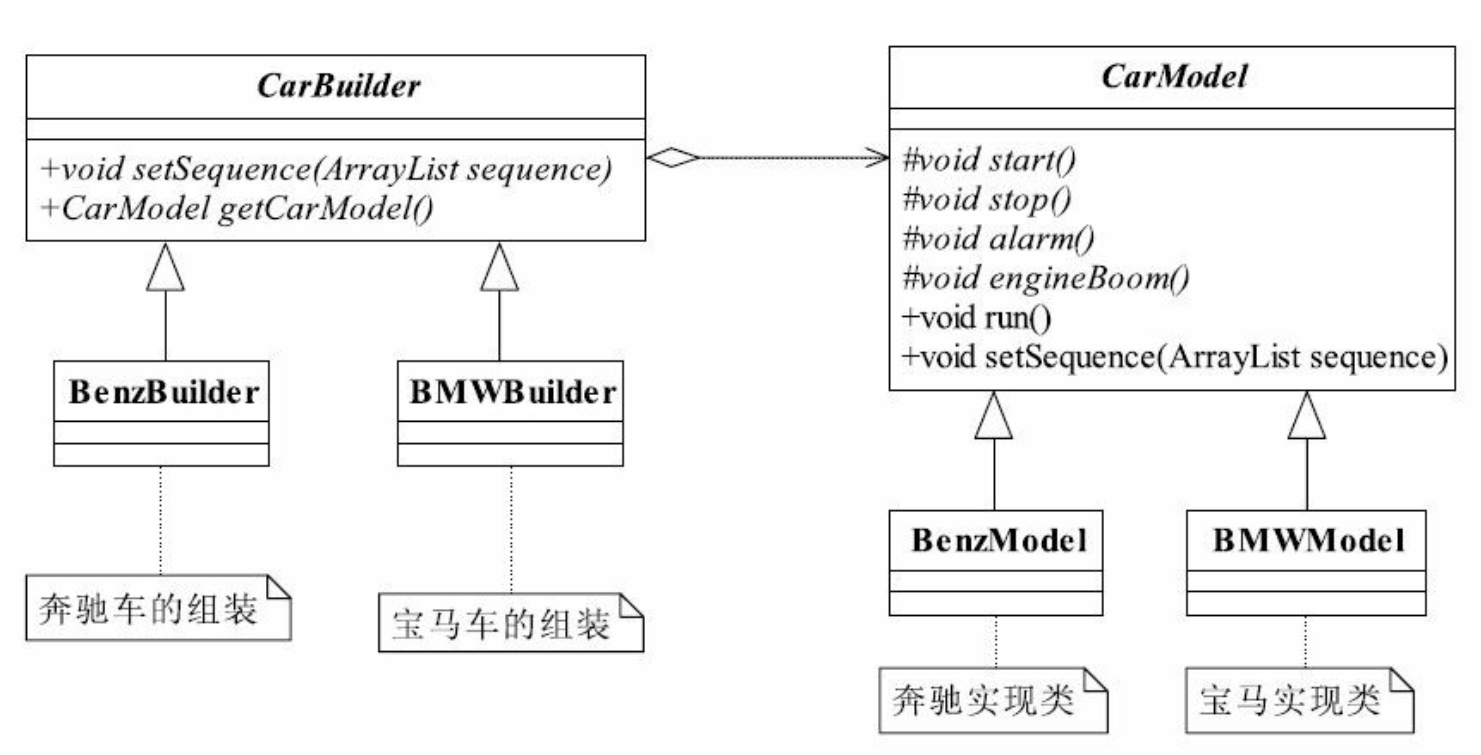 CarBuilder
+void setSequence(ArrayList sequence)
+CarModel getCarModel()
CarModel
#void start()
#void stop()
#void alarm()
#void engineBoom()
+void run()
+void setSequence(ArrayList sequence)
BenzBuilder
BMWBuilder
奔驰车的组装
宝马车的组装
BenzModel
BMWModel
奔驰实现类
宝马实现类